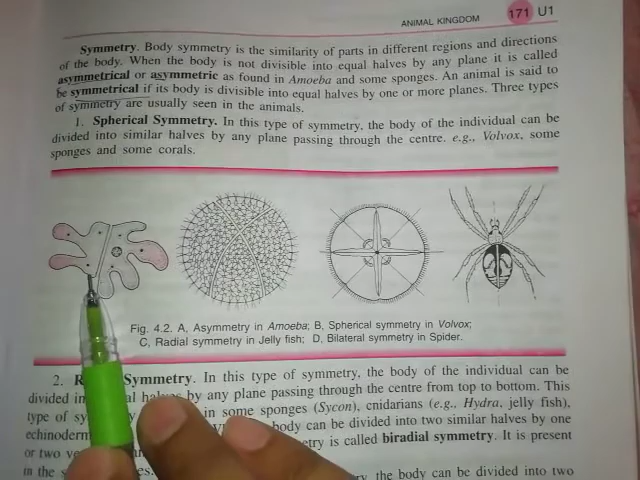 ANIMAL KINGDOM 171 U1
Symmetry. Body symmetry is the similarity of parts in different regions and directions
of the body. When the body is not divisible into equal halves by any plane it is called
asymmetrical or asymmetric as found in Amoeba and some sponges. An animal is said to
be symmetrical if its body is divisible into equal halves by one or more planes. Three types
of symmetry are usually seen in the animals.
1. Spherical Symmetry. In this type of symmetry, the body of the individual can be
divided into similar halves by any plane passing through the centre. e.g., Volvox, some
sponges and some corals.
Fig. 4.2. A, Asymmetry in Amoeba; B, Spherical symmetry in Volvox;
C, Radial symmetry in Jelly fish; D, Bilateral symmetry in Spider.
2. Symmetry. In this type of symmetry, the body of the individual can be
divided in by any plane passing through the centre from top to bottom. This
type of in some sponges (Sycon), cnidarians (e.g., Hydra, jelly fish),
body can be divided into two similar halves by one
or two is called biradial symmetry. It is present
in the the body can be divided into two